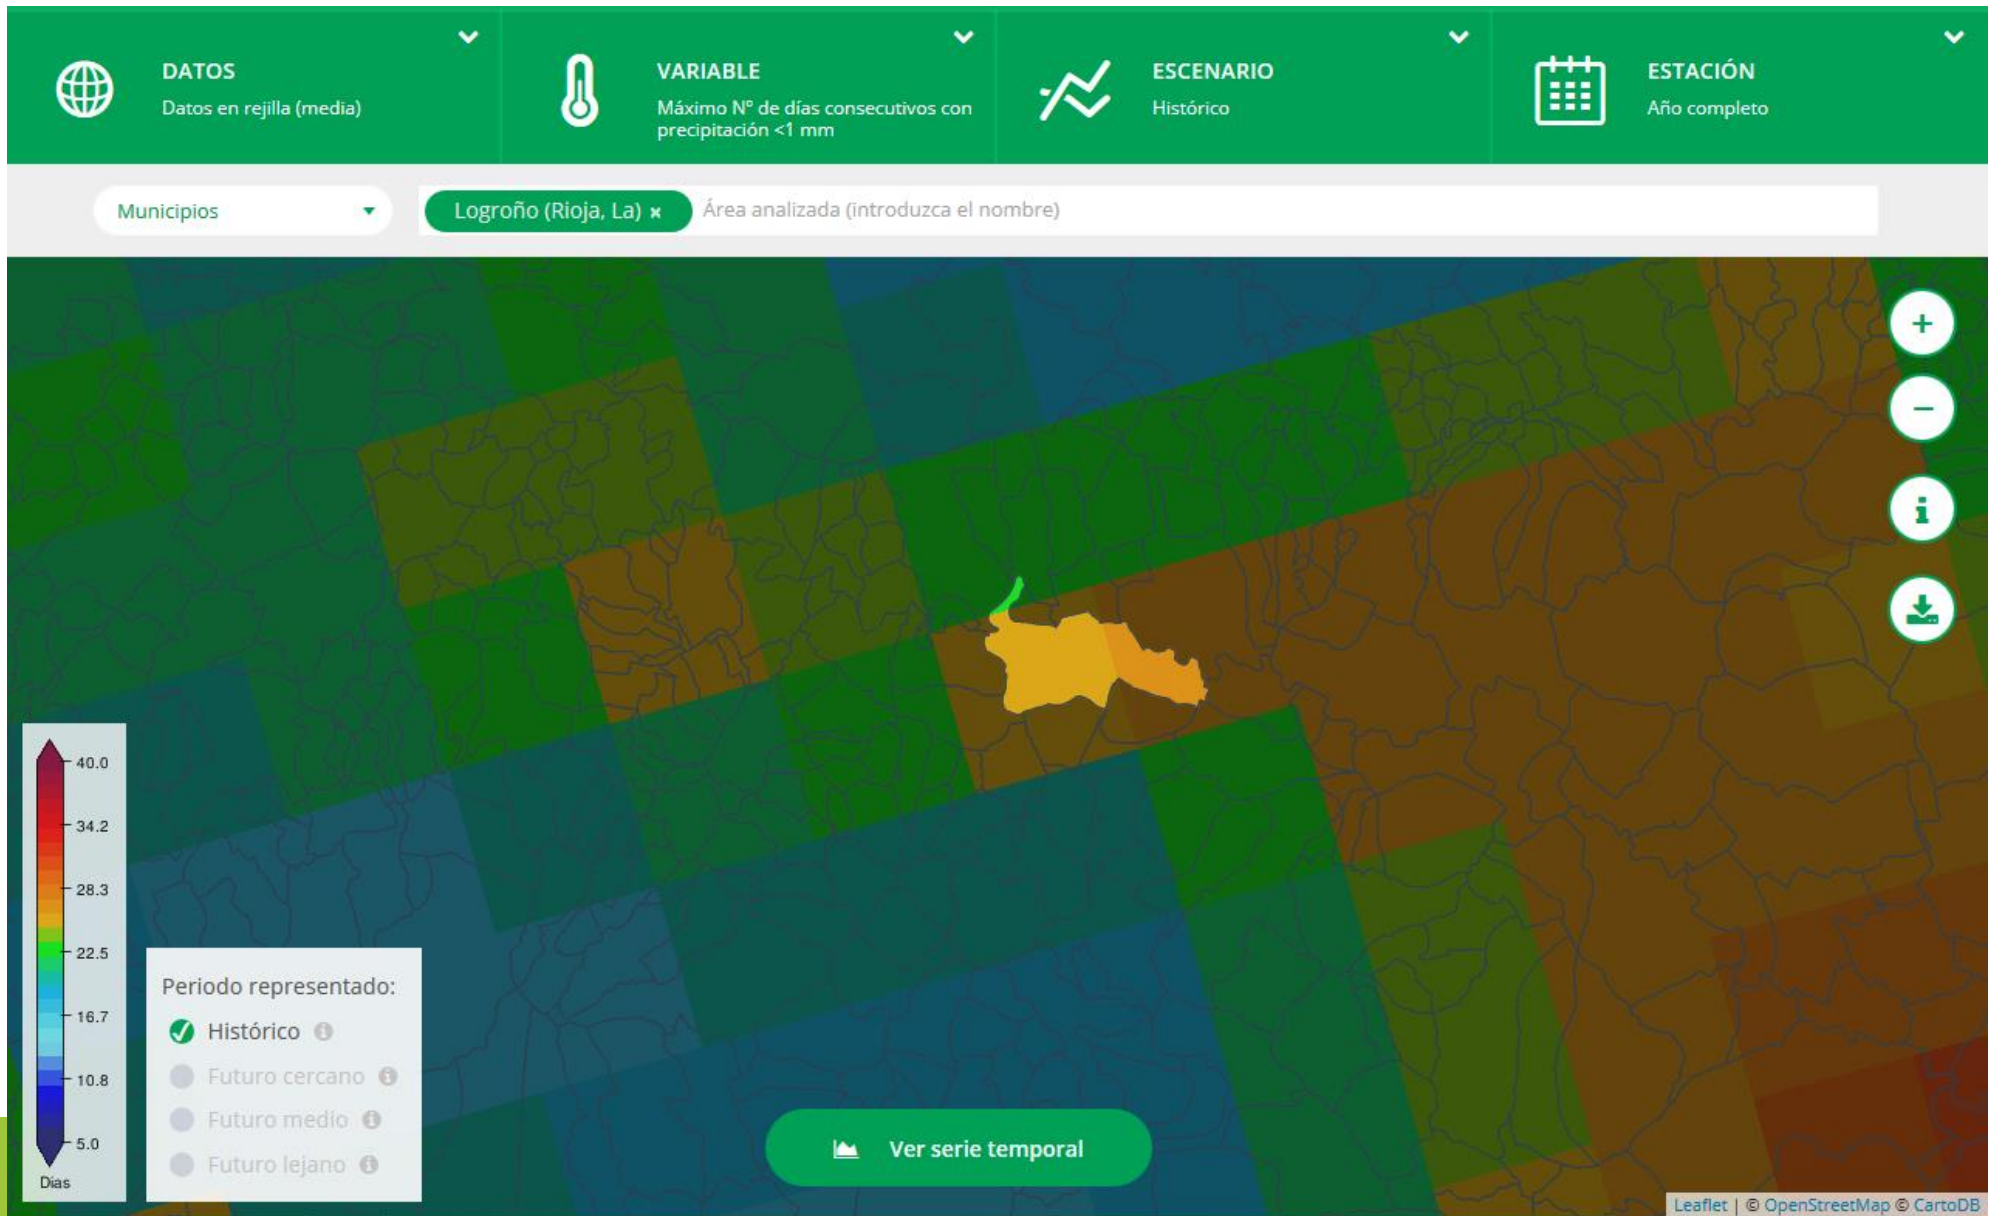 DATOS
Datos en rejilla (media)
VARIABLE
Máximo Nº de días consecutivos con
precipitación <1 mm
ESCENARIO
Histórico
ESTACIÓN
Año completo
Municipios
Logroño (Rioja, La) ×
Área analizada (introduzca el nombre)
+
−
i
40.0
34.2
28.3
22.5
16.7
10.8
5.0
Dias
Periodo representado:
Histórico i
Futuro cercano i
Futuro medio i
Futuro lejano i
Ver serie temporal
Leaflet | © OpenStreetMap © CartoDB